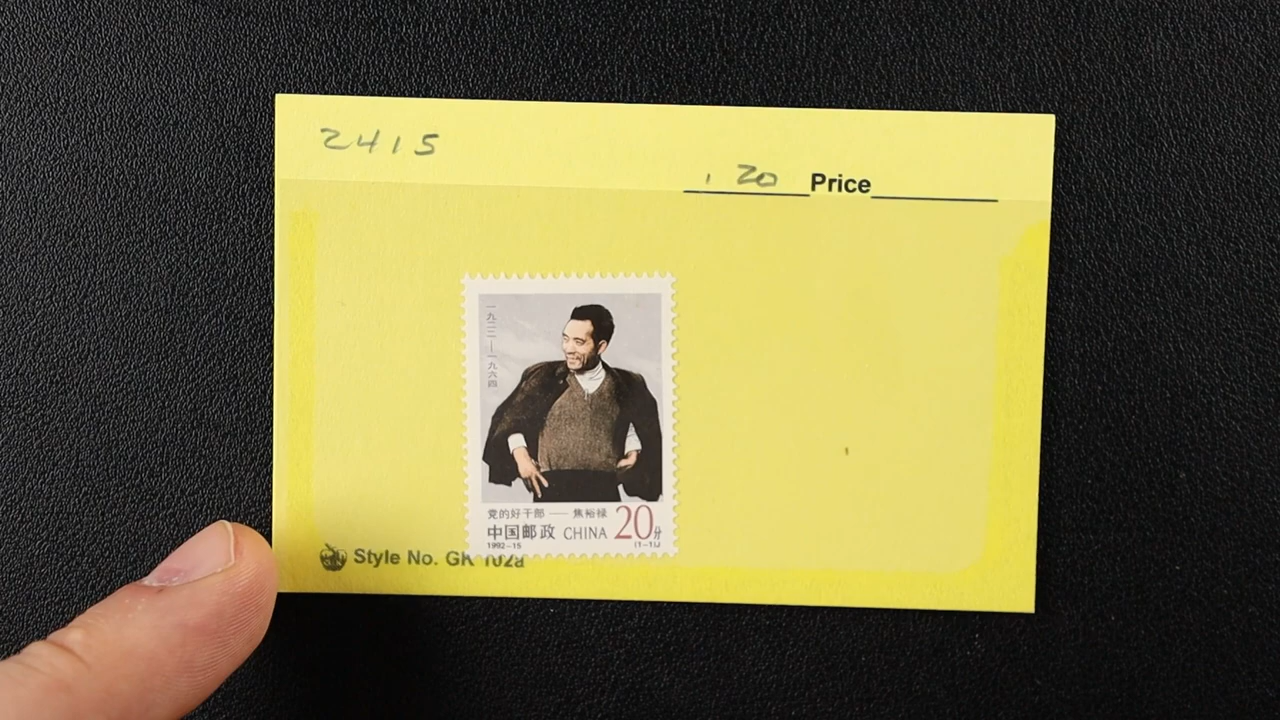 2415
.20 Price
一九二二——一九六四
党的好干部 —— 焦裕禄
中国邮政 CHINA 20分
1992-15 (1-1)J
Style No. GK 102a